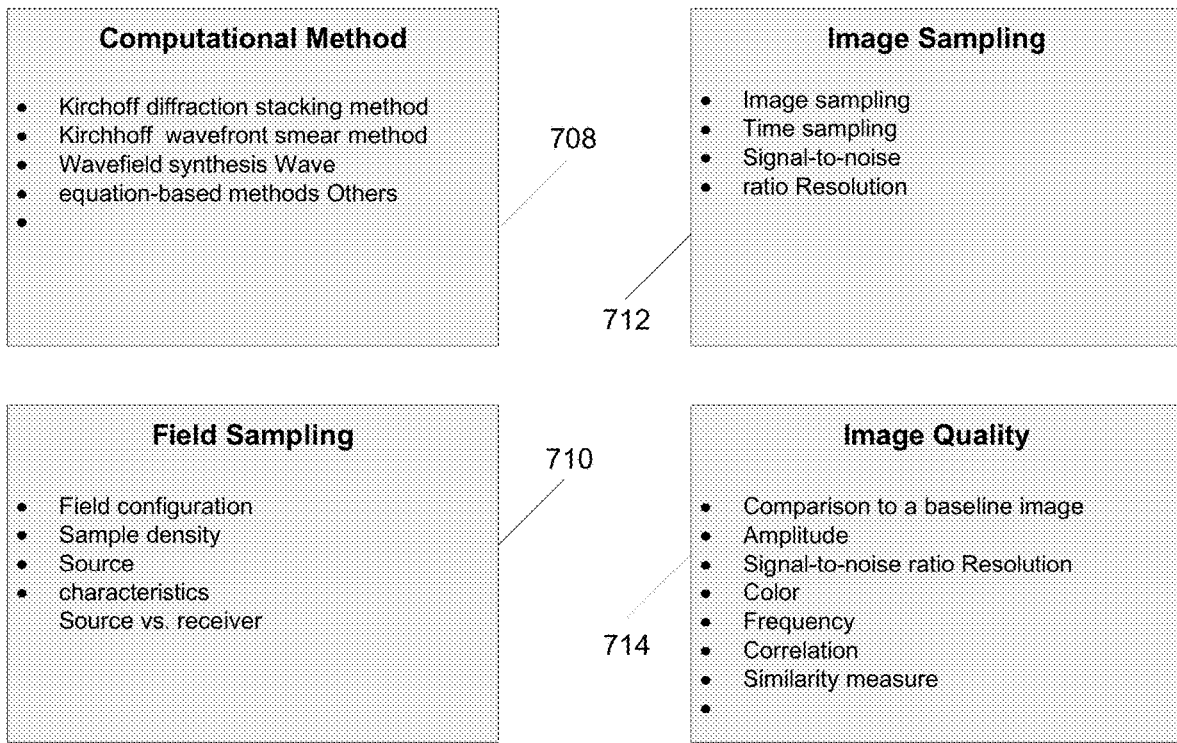 Computational Method
• Kirchoff diffraction stacking method
• Kirchhoff wavefront smear method
• Wavefield synthesis Wave
• equation-based methods Others
•
708
Image Sampling
• Image sampling
• Time sampling
• Signal-to-noise
• ratio Resolution
712
Field Sampling
• Field configuration
• Sample density
• Source
• characteristics
Source vs. receiver
710
Image Quality
• Comparison to a baseline image
• Amplitude
• Signal-to-noise ratio Resolution
• Color
• Frequency
• Correlation
• Similarity measure
•
714